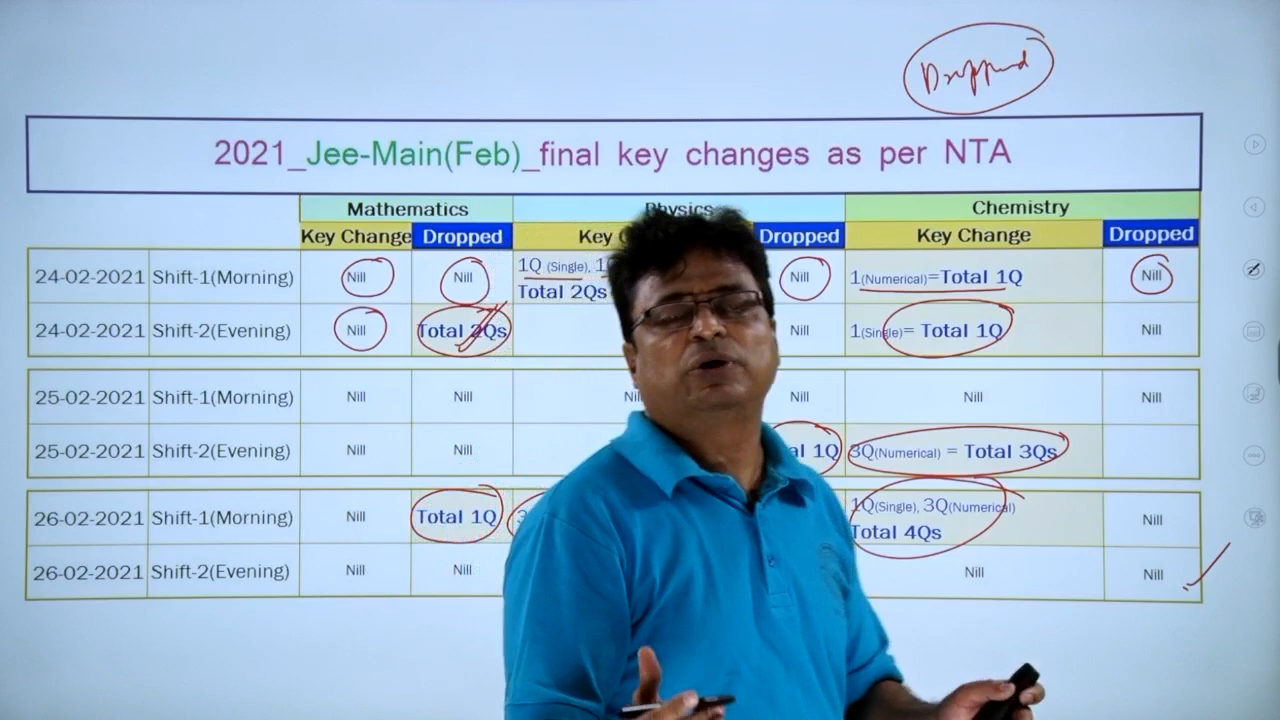 Dropped
2021_Jee-Main(Feb)_final key changes as per NTA
Mathematics Physics Chemistry
Key Change Dropped Key Dropped Key Change Dropped
24-02-2021 Shift-1(Morning) Nill Nill 1Q (Single), Nill 1(Numerical)=Total 1Q Nill
Total 2Qs
24-02-2021 Shift-2(Evening) Nill Total 2Qs Nill 1(Single)= Total 1Q Nill
25-02-2021 Shift-1(Morning) Nill Nill Nill Nill Nill
25-02-2021 Shift-2(Evening) Nill Nill 1Q 3Q(Numerical) = Total 3Qs
26-02-2021 Shift-1(Morning) Nill Total 1Q 1Q(Single), 3Q(Numerical) Nill
Total 4Qs
26-02-2021 Shift-2(Evening) Nill Nill Nill Nill